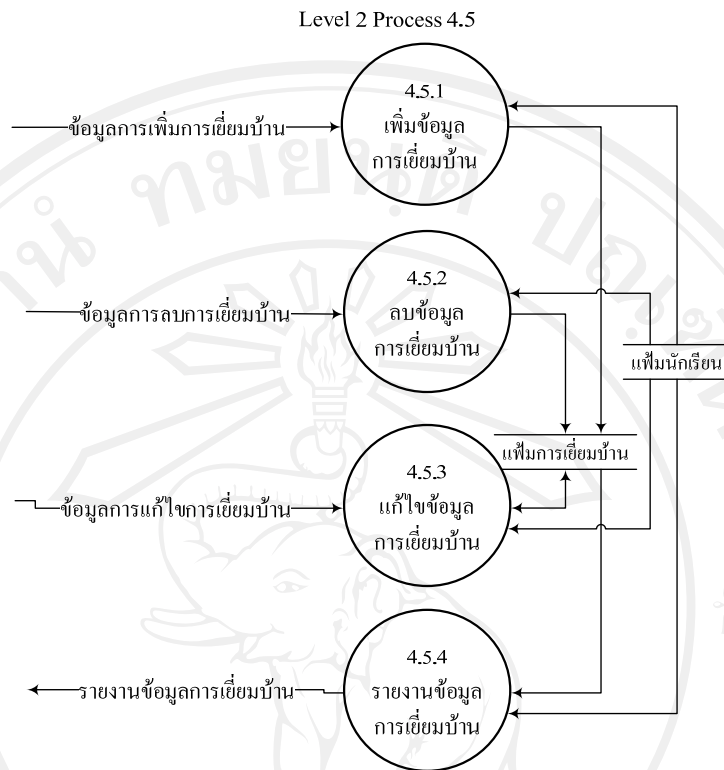 Level 2 Process 4.5
4.5.1
เพิ่มข้อมูล
การเยี่ยมบ้าน
ข้อมูลการเพิ่มการเยี่ยมบ้าน
4.5.2
ลบข้อมูล
การเยี่ยมบ้าน
ข้อมูลการลบการเยี่ยมบ้าน
แฟ้มนักเรียน
แฟ้มการเยี่ยมบ้าน
4.5.3
แก้ไขข้อมูล
การเยี่ยมบ้าน
ข้อมูลการแก้ไขการเยี่ยมบ้าน
4.5.4
รายงานข้อมูล
การเยี่ยมบ้าน
รายงานข้อมูลการเยี่ยมบ้าน